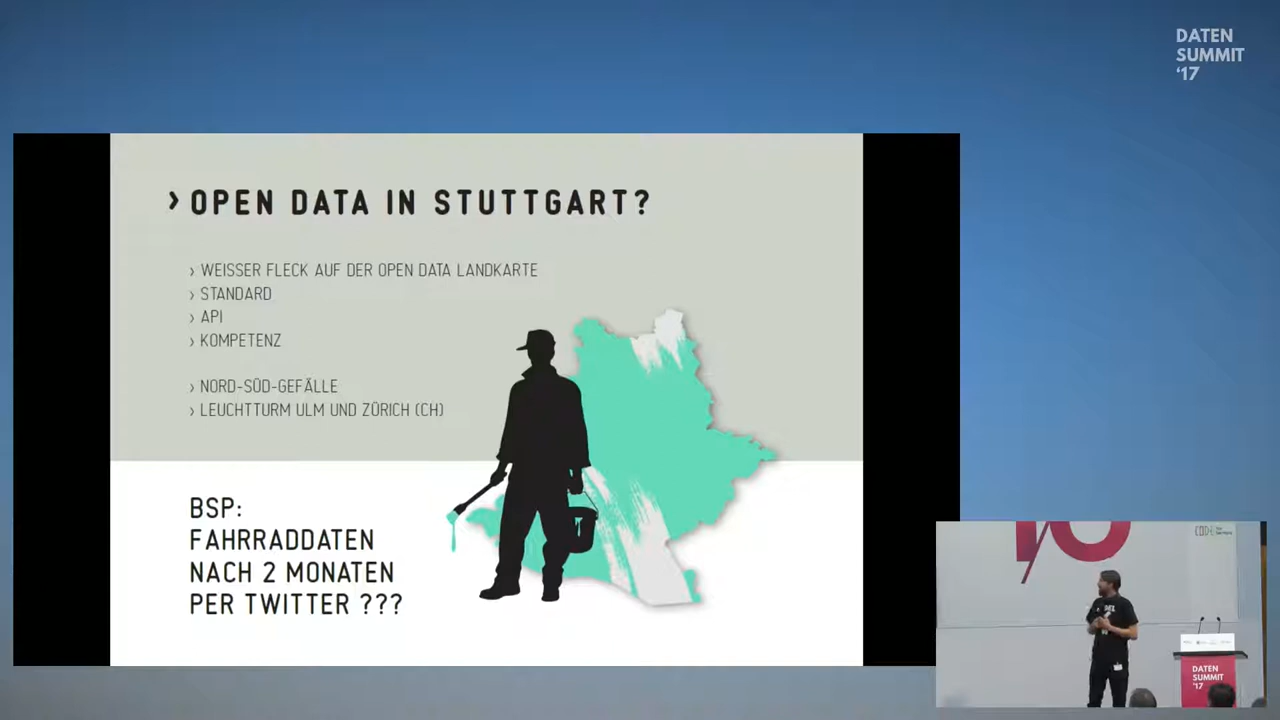 DATEN
SUMMIT
‘17
› OPEN DATA IN STUTTGART?
› WEISSER FLECK AUF DER OPEN DATA LANDKARTE
› STANDARD
› API
› KOMPETENZ
› NORD-SÜD-GEFÄLLE
› LEUCHTTURM ULM UND ZÜRICH (CH)
BSP:
FAHRRADDATEN
NACH 2 MONATEN
PER TWITTER ???
DATEN
SUMMIT
'17